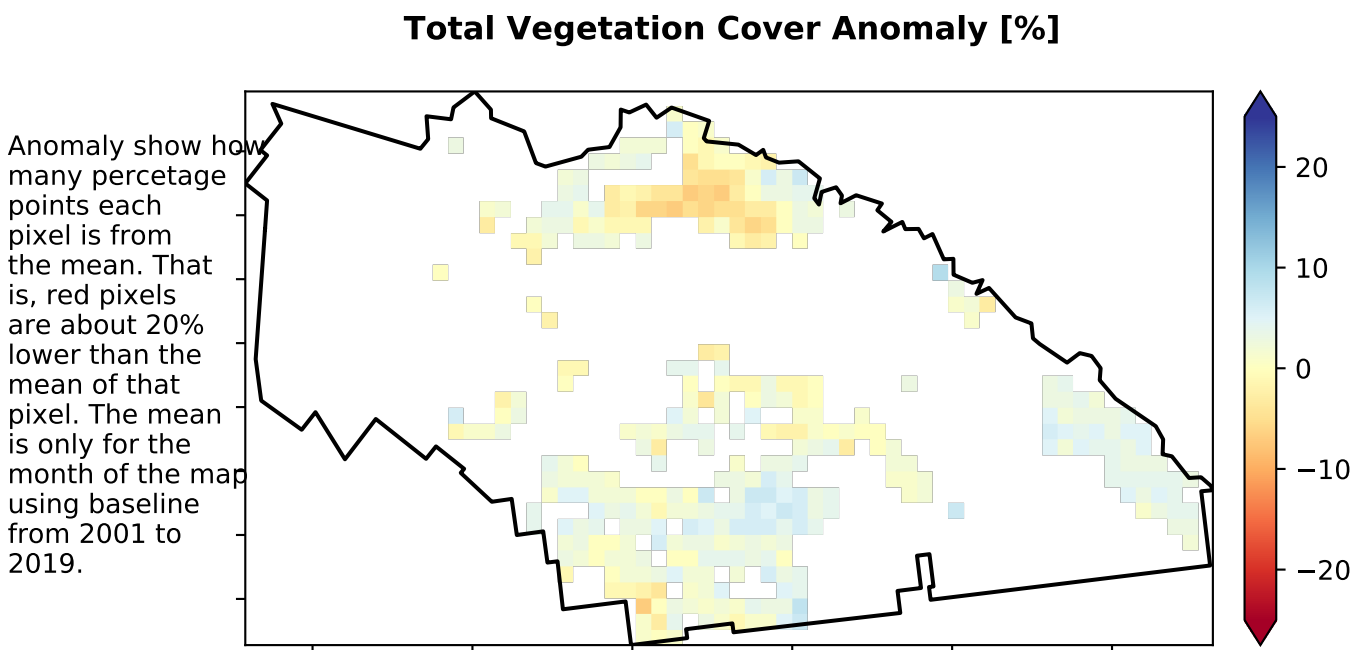 Total Vegetation Cover Anomaly [%]
Anomaly show how
many percetage
points each
pixel is from
the mean. That
is, red pixels
are about 20%
lower than the
mean of that
pixel. The mean
is only for the
month of the map
using baseline
from 2001 to
2019.
20
10
0
−10
−20